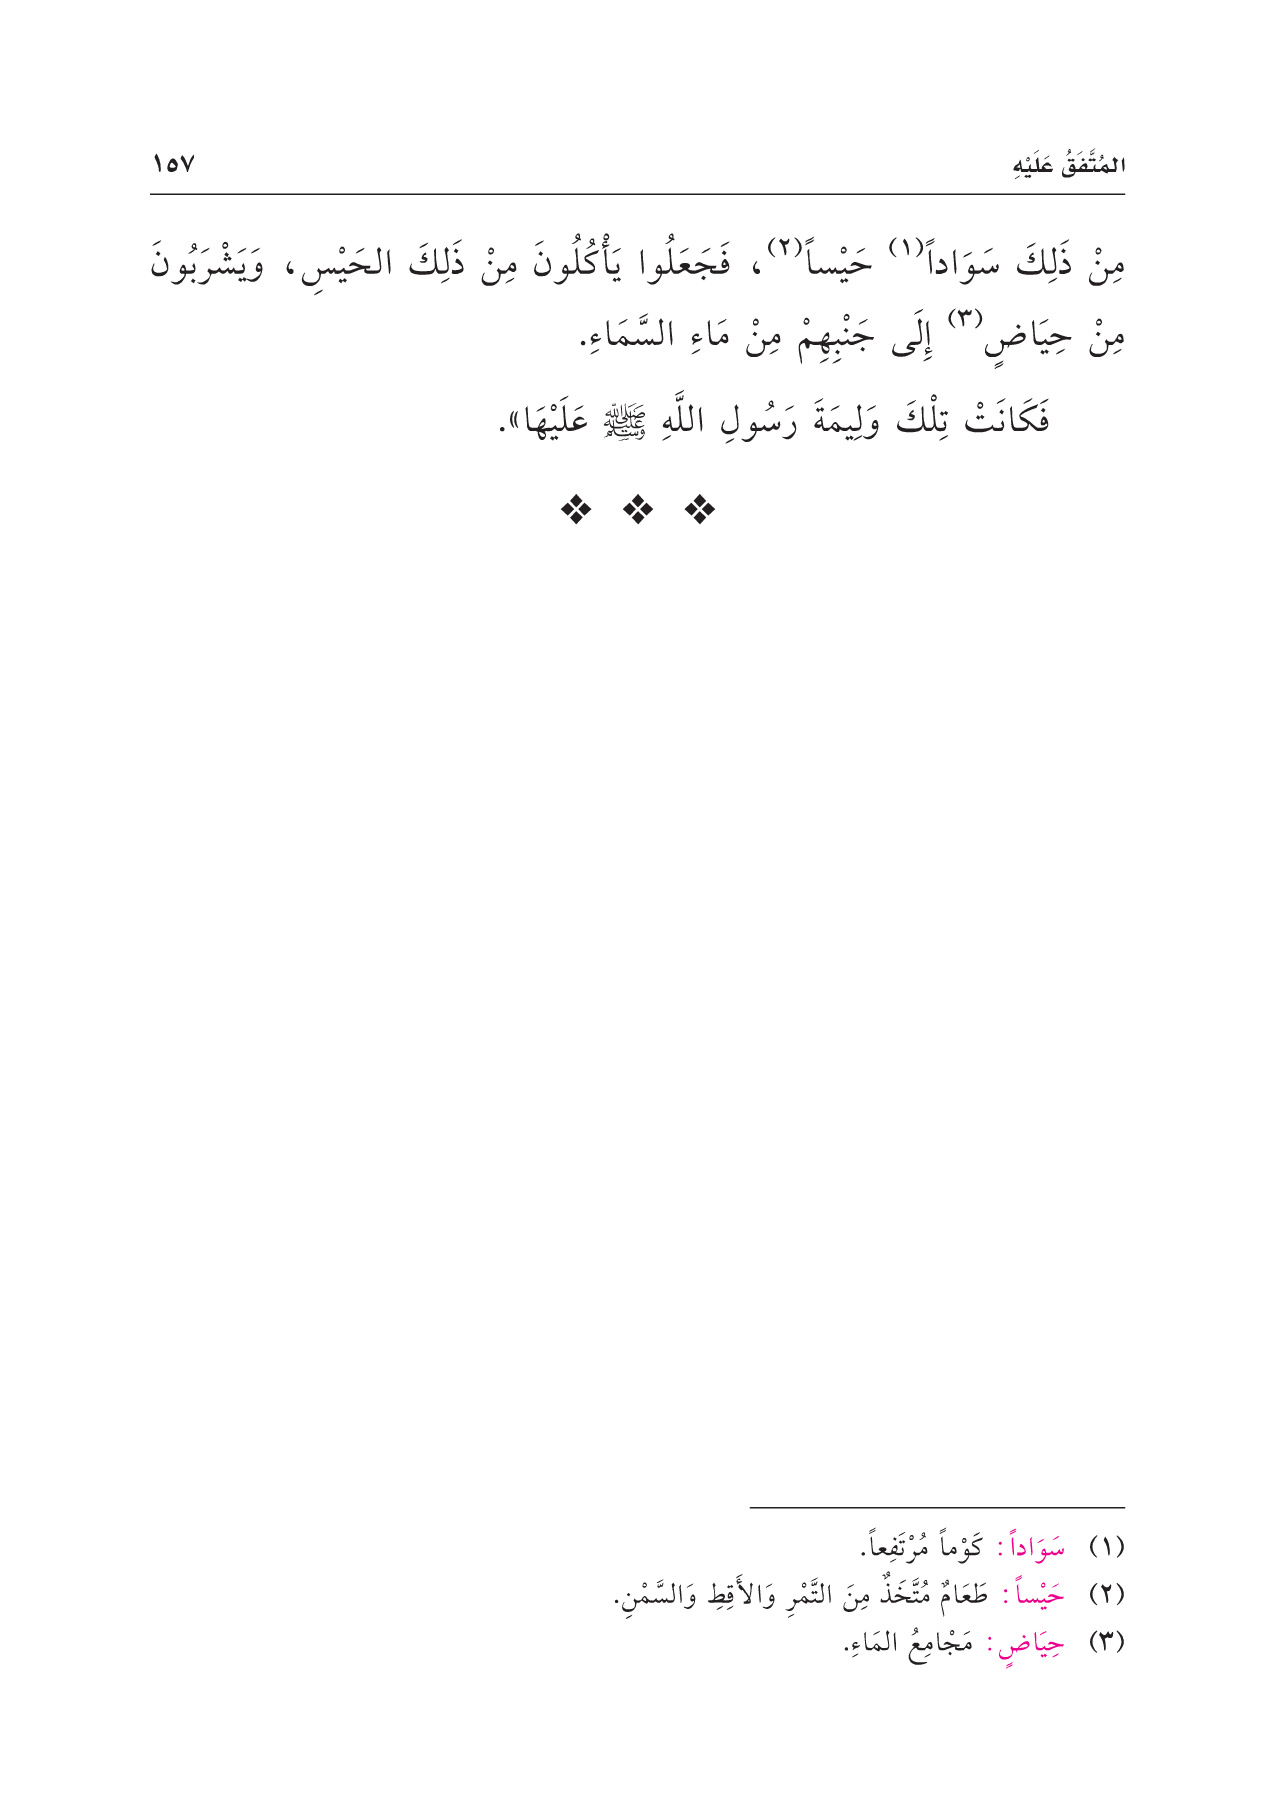 المُتَّفَقُ عَلَيْهِ ١٥٧
مِنْ ذَلِكَ سَوَاداً(١) حَيْساً(٢)، فَجَعَلُوا يَأْكُلُونَ مِنْ ذَلِكَ الحَيْسِ، وَيَشْرَبُونَ
مِنْ حِيَاضٍ(٣) إِلَى جَنْبِهِمْ مِنْ مَاءِ السَّمَاءِ.
فَكَانَتْ تِلْكَ وَلِيمَةَ رَسُولِ اللَّهِ ﷺ عَلَيْهَا».
❖ ❖ ❖
(١) سَوَاداً: كَوْماً مُرْتَفِعاً.
(٢) حَيْساً: طَعَامٌ مُتَّخَذٌ مِنَ التَّمْرِ وَالأَقِطِ وَالسَّمْنِ.
(٣) حِيَاضٍ: مَجْامِعُ المَاءِ.